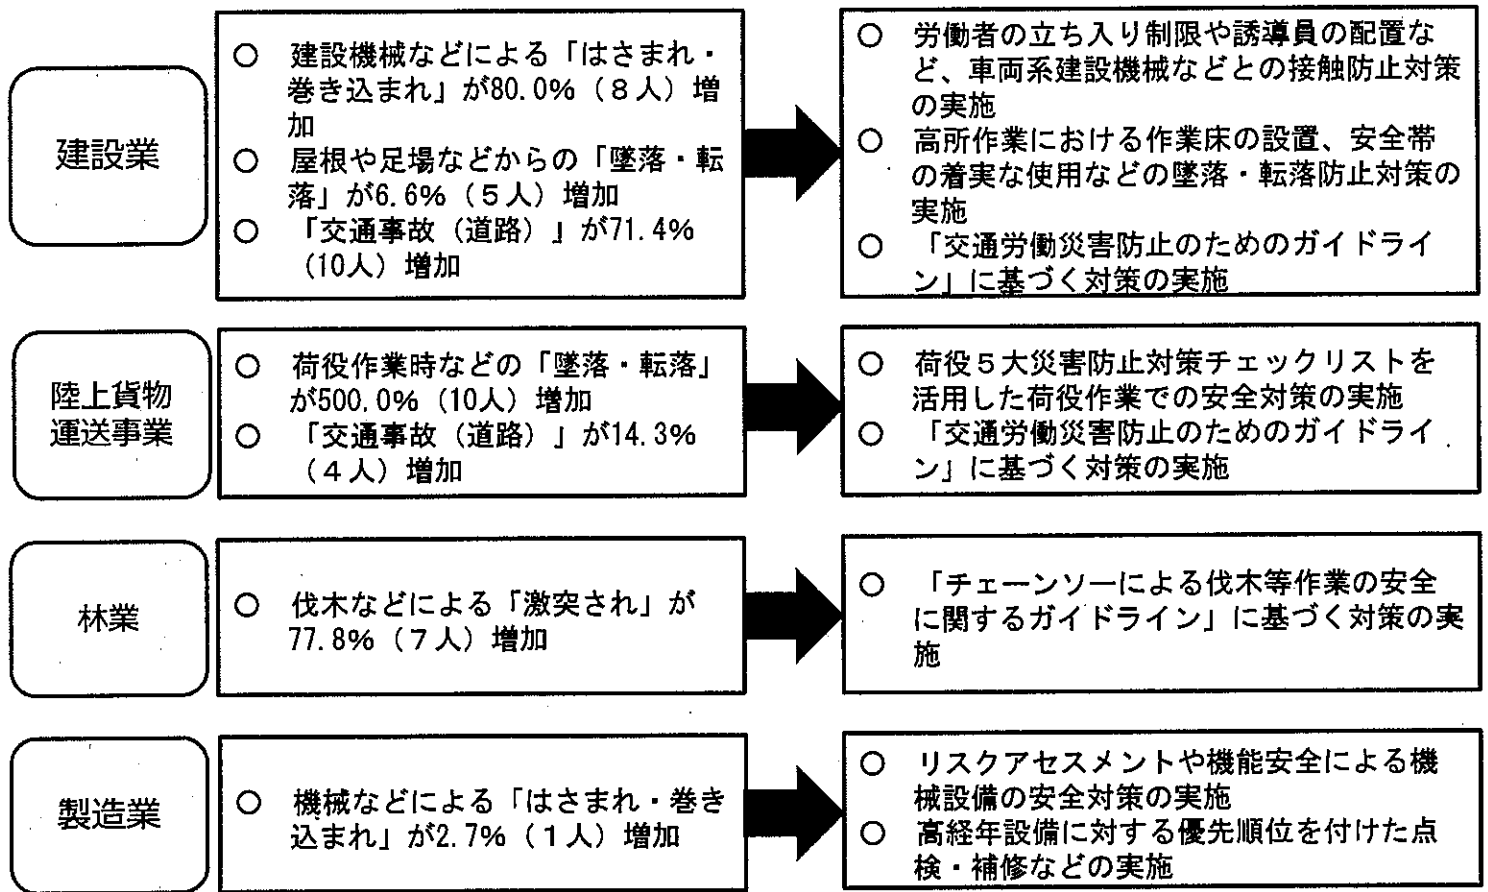 建設業
○ 建設機械などによる「はさまれ・
巻き込まれ」が80.0%（８人）増
加
○ 屋根や足場などからの「墜落・転
落」が6.6%（５人）増加
○ 「交通事故（道路）」が71.4%
（10人）増加
○ 労働者の立ち入り制限や誘導員の配置な
ど、車両系建設機械などとの接触防止対策
の実施
○ 高所作業における作業床の設置、安全帯
の着実な使用などの墜落・転落防止対策の
実施
○ 「交通労働災害防止のためのガイドライ
ン」に基づく対策の実施
陸上貨物
運送事業
○ 荷役作業時などの「墜落・転落」
が500.0%（10人）増加
○ 「交通事故（道路）」が14.3%
（４人）増加
○ 荷役５大災害防止対策チェックリストを
活用した荷役作業での安全対策の実施
○ 「交通労働災害防止のためのガイドライ
ン」に基づく対策の実施
林業
○ 伐木などによる「激突され」が
77.8%（７人）増加
○ 「チェーンソーによる伐木等作業の安全
に関するガイドライン」に基づく対策の実
施
製造業
○ 機械などによる「はさまれ・巻き
込まれ」が2.7%（１人）増加
○ リスクアセスメントや機能安全による機
械設備の安全対策の実施
○ 高経年設備に対する優先順位を付けた点
検・補修などの実施